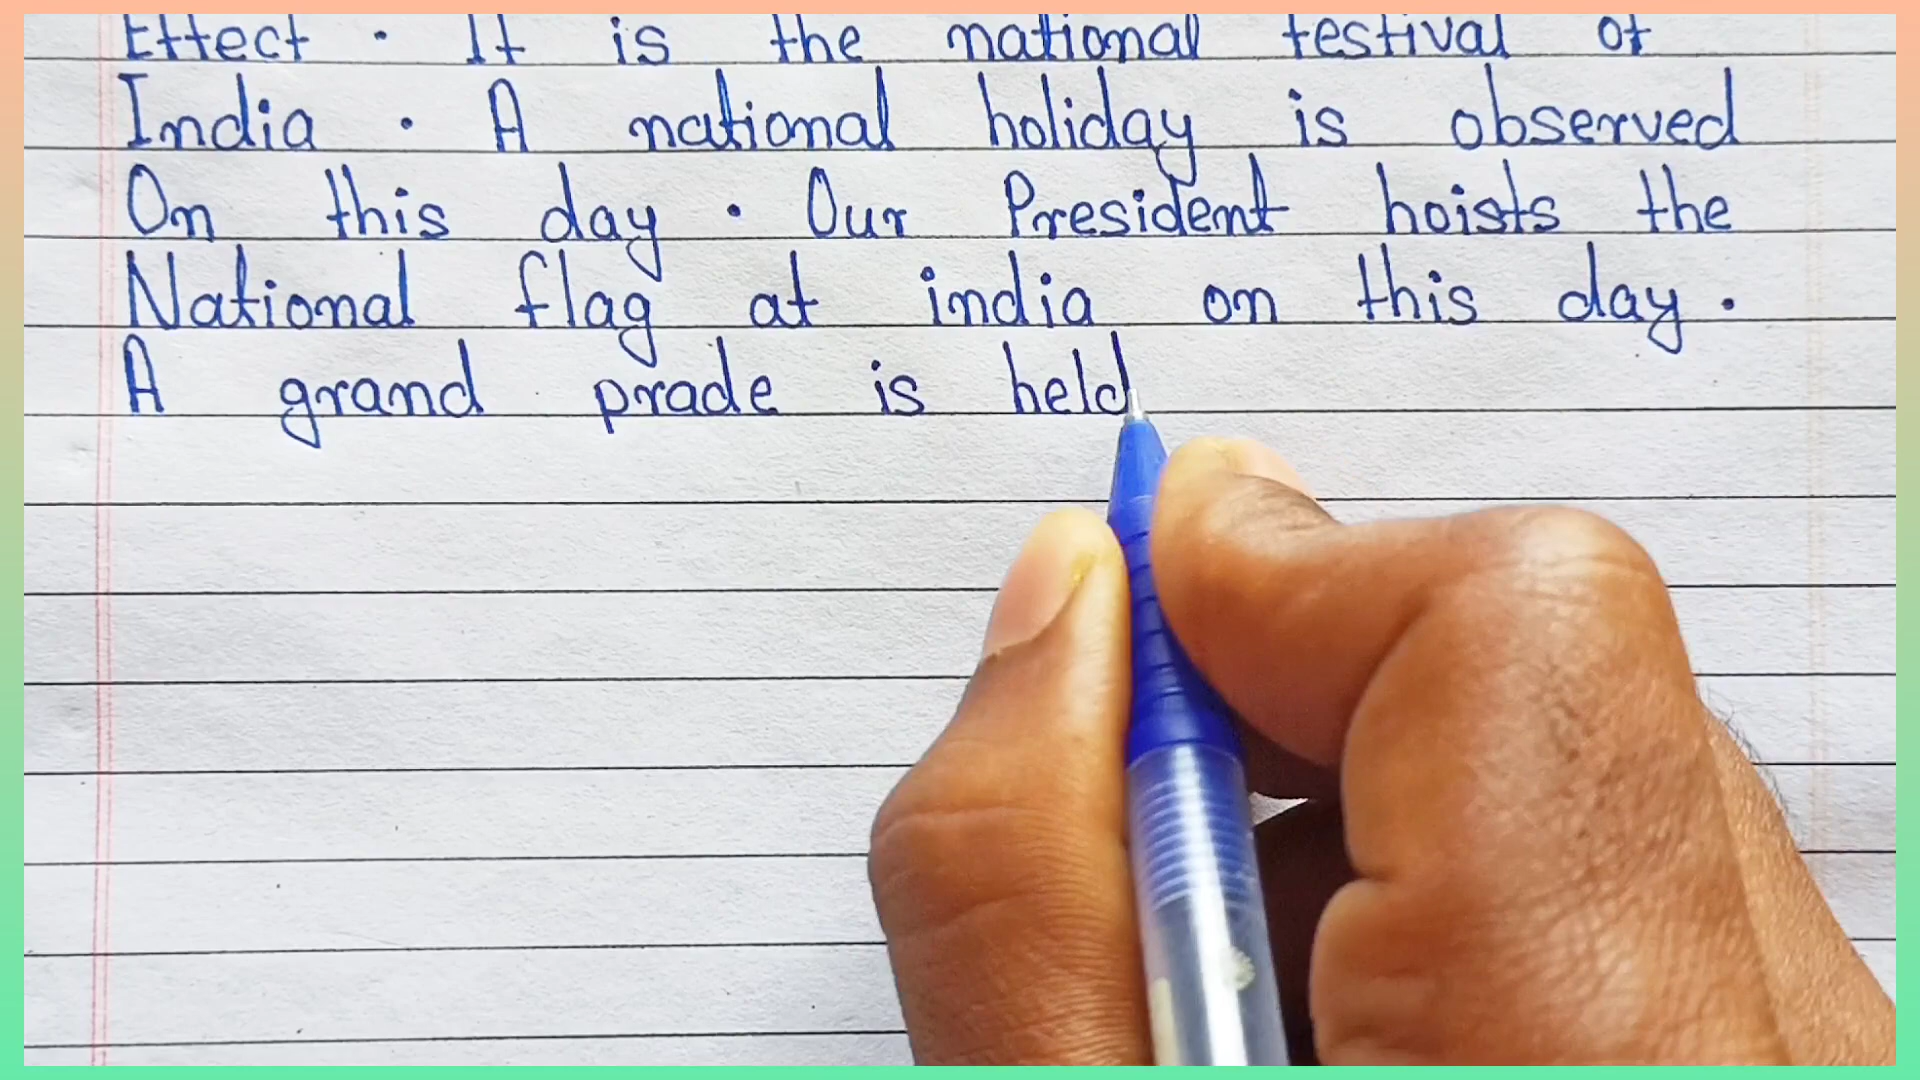 Effect . It is the national festival of
India . A national holiday is observed
On this day . Our President hoists the
National flag at india on this day .
A grand prade is held